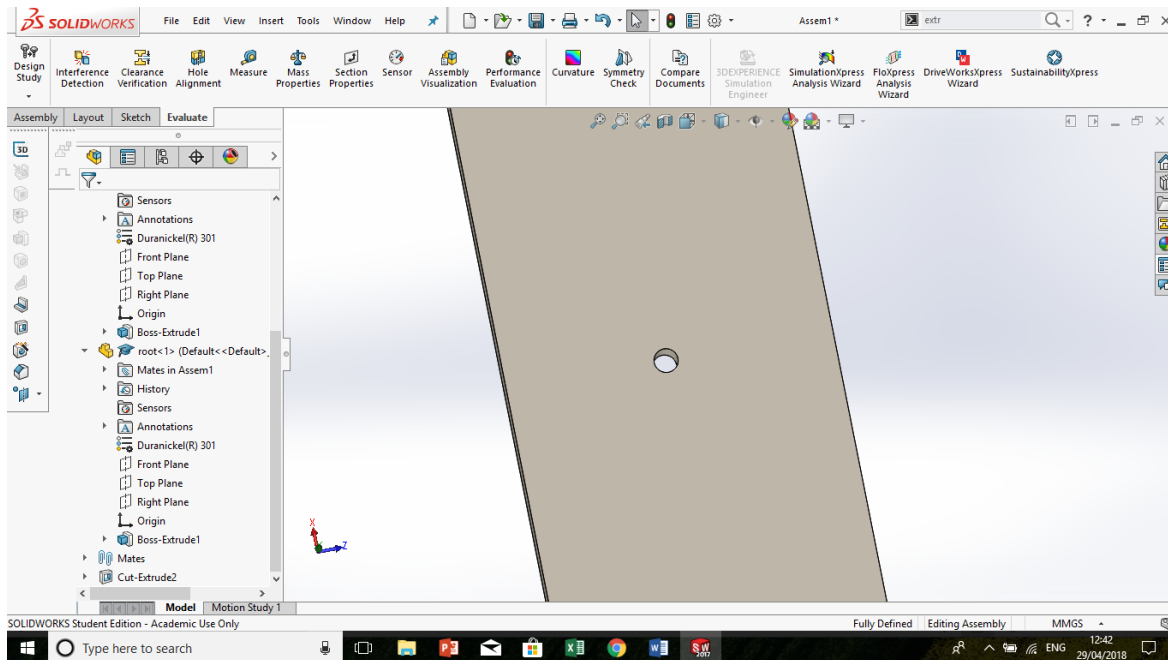 SOLIDWORKS File Edit View Insert Tools Window Help Assem1 * extr
Design Study
Interference Detection
Clearance Verification
Hole Alignment
Measure
Mass Properties
Section Properties
Sensor
Assembly Visualization
Performance Evaluation
Curvature
Symmetry Check
Compare Documents
3DEXPERIENCE Simulation Engineer
SimulationXpress Analysis Wizard
FloXpress Analysis Wizard
DriveWorksXpress Wizard
SustainabilityXpress
Assembly Layout Sketch Evaluate
3D
Sensors
Annotations
Duranickel(R) 301
Front Plane
Top Plane
Right Plane
Origin
Boss-Extrude1
root<1> (Default<<Default>_
Mates in Assem1
History
Sensors
Annotations
Duranickel(R) 301
Front Plane
Top Plane
Right Plane
Origin
Boss-Extrude1
Mates
Cut-Extrude2
X
Z
Model Motion Study 1
SOLIDWORKS Student Edition - Academic Use Only Fully Defined Editing Assembly MMGS
Type here to search ENG 12:42
29/04/2018